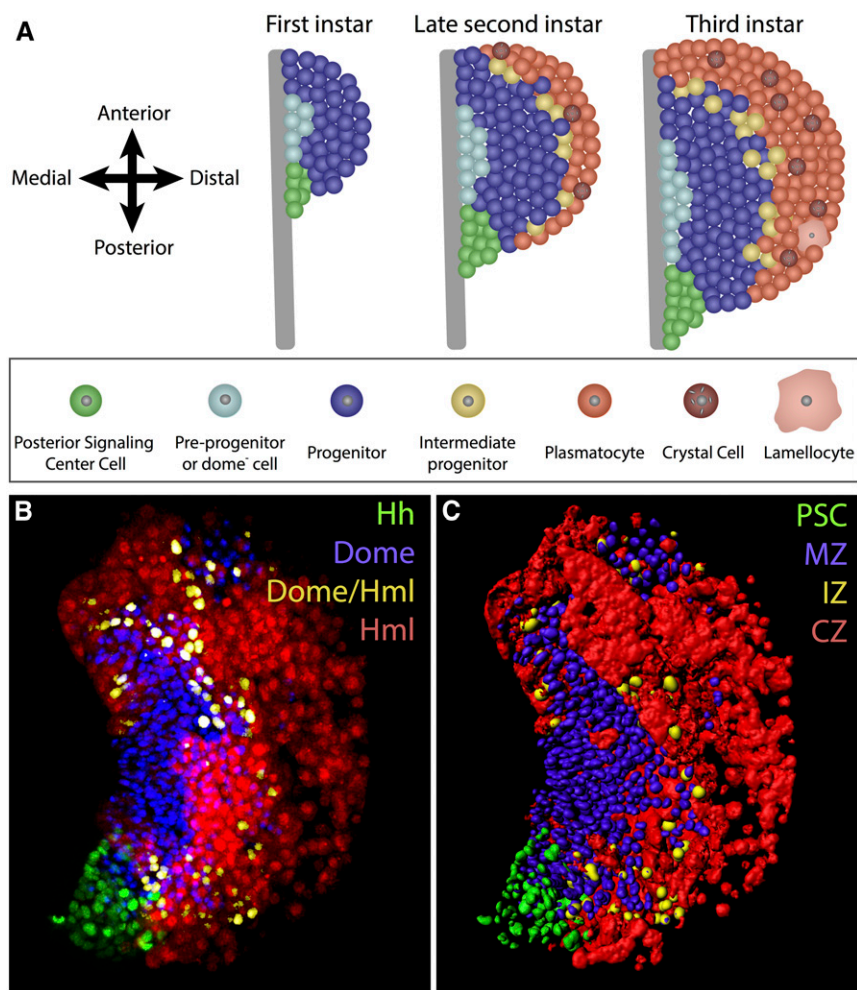 A
First instar
Late second instar
Third instar
Anterior
Medial
Distal
Posterior
Posterior Signaling
Center Cell
Pre-progenitor
or dome⁻ cell
Progenitor
Intermediate
progenitor
Plasmatocyte
Crystal Cell
Lamellocyte
B
Hh
Dome
Dome/Hml
Hml
C
PSC
MZ
IZ
CZ